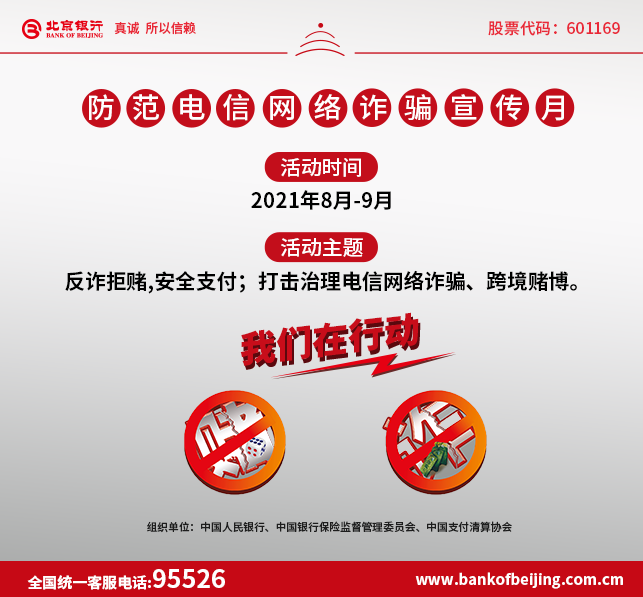 北京银行
BANK OF BEIJING
真诚 所以信赖
股票代码：601169
防范电信网络诈骗宣传月
活动时间
2021年8月-9月
活动主题
反诈拒赌,安全支付；打击治理电信网络诈骗、跨境赌博。
我们在行动
组织单位：中国人民银行、中国银行保险监督管理委员会、中国支付清算协会
全国统一客服电话:95526
www.bankofbeijing.com.cn